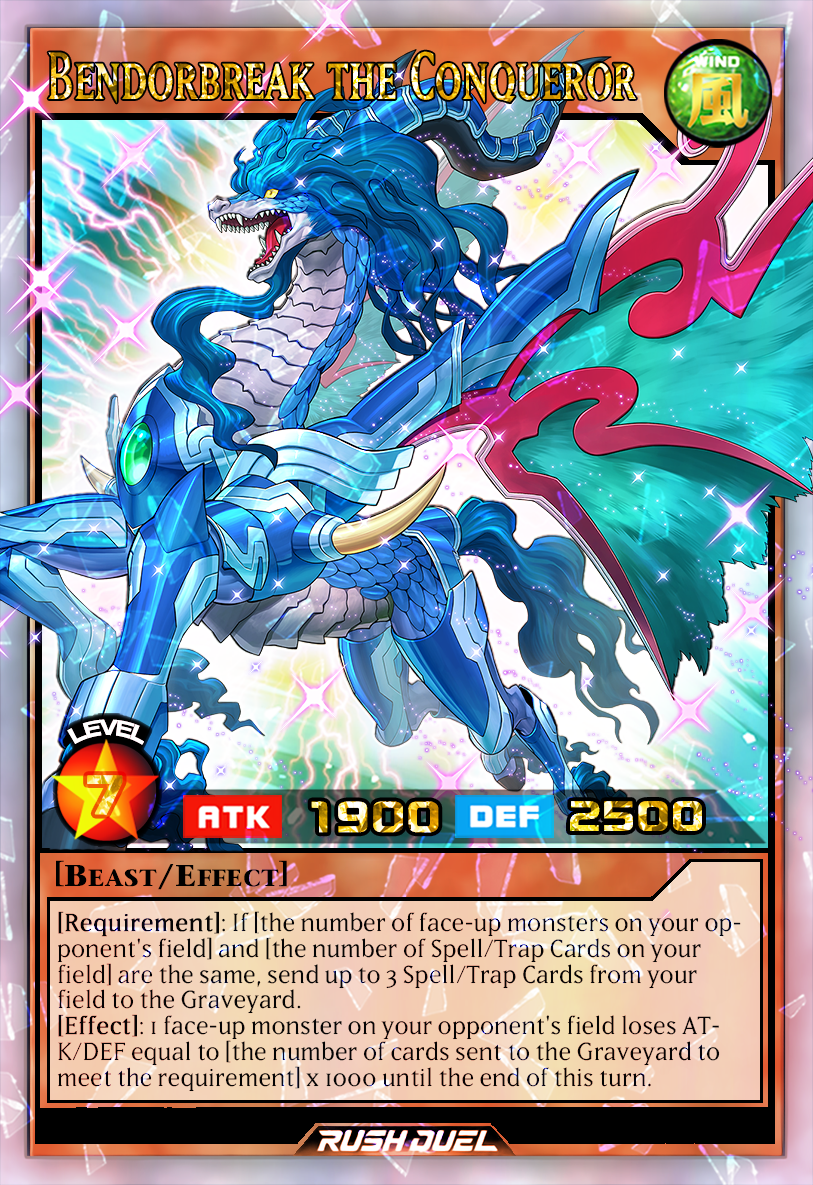 Bendorbreak the Conqueror
WIND
風
LEVEL
7
ATK 1900 DEF 2500
[Beast/Effect]
[Requirement]: If [the number of face-up monsters on your op-
ponent's field] and [the number of Spell/Trap Cards on your
field] are the same, send up to 3 Spell/Trap Cards from your
field to the Graveyard.
[Effect]: 1 face-up monster on your opponent's field loses AT-
K/DEF equal to [the number of cards sent to the Graveyard to
meet the requirement] x 1000 until the end of this turn.
RUSH DUEL